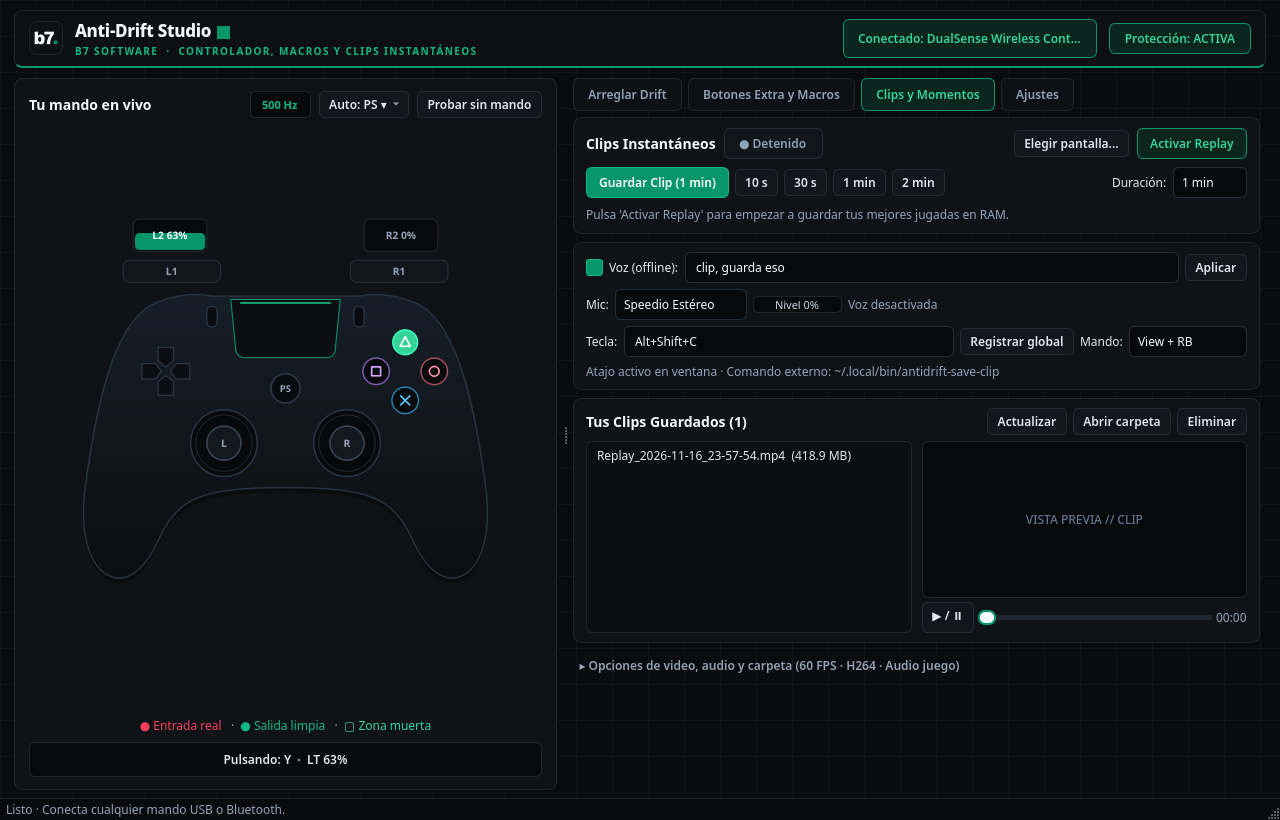 b7.
Anti-Drift Studio
B7 SOFTWARE · CONTROLADOR, MACROS Y CLIPS INSTANTÁNEOS
Conectado: DualSense Wireless Cont...
Protección: ACTIVA
Tu mando en vivo
500 Hz
Auto: PS ▾
Probar sin mando
L2 63%
R2 0%
L1
R1
PS
L
R
● Entrada real · ● Salida limpia · ▢ Zona muerta
Pulsando: Y · LT 63%
Arreglar Drift
Botones Extra y Macros
Clips y Momentos
Ajustes
Clips Instantáneos
● Detenido
Elegir pantalla...
Activar Replay
Guardar Clip (1 min)
10 s
30 s
1 min
2 min
Duración:
1 min
Pulsa 'Activar Replay' para empezar a guardar tus mejores jugadas en RAM.
Voz (offline):
clip, guarda eso
Aplicar
Mic:
Speedio Estéreo
Nivel 0%
Voz desactivada
Tecla:
Alt+Shift+C
Registrar global
Mando:
View + RB
Atajo activo en ventana · Comando externo: ~/.local/bin/antidrift-save-clip
Tus Clips Guardados (1)
Actualizar
Abrir carpeta
Eliminar
Replay_2026-11-16_23-57-54.mp4 (418.9 MB)
VISTA PREVIA // CLIP
▶ / ⏸
00:00
▸ Opciones de video, audio y carpeta (60 FPS · H264 · Audio juego)
Listo · Conecta cualquier mando USB o Bluetooth.